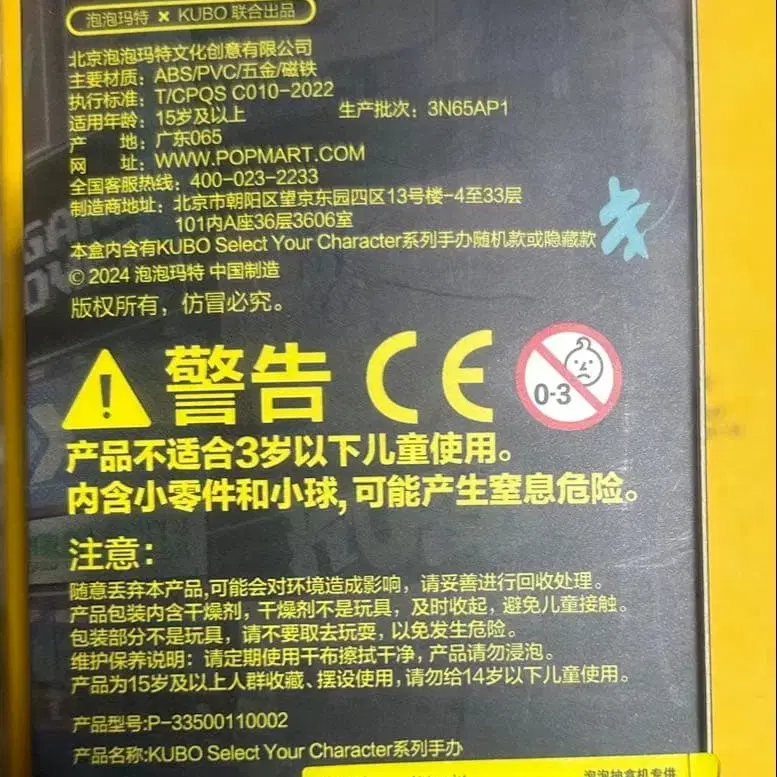 泡泡玛特 × KUBO 联合出品
北京泡泡玛特文化创意有限公司
主要材质：ABS/PVC/五金/磁铁
执行标准：T/CPQS C010-2022
适用年龄：15岁及以上 生产批次：3N65AP1
产 地：广东065
网 址：WWW.POPMART.COM
全国客服热线：400-023-2233
制造商地址：北京市朝阳区望京东园四区13号楼-4至33层
101内A座36层3606室
本盒内含有KUBO Select Your Character系列手办随机款或隐藏款
© 2024 泡泡玛特 中国制造
版权所有，仿冒必究。
警告 CE
0-3
产品不适合3岁以下儿童使用。
内含小零件和小球，可能产生窒息危险。
注意：
随意丢弃本产品，可能会对环境造成影响，请妥善进行回收处理。
产品包装内含干燥剂，干燥剂不是玩具，及时收起，避免儿童接触。
包装部分不是玩具，请不要取去玩耍，以免发生危险。
维护保养说明：请定期使用干布擦拭干净，产品请勿浸泡。
产品为15岁及以上人群收藏、摆设使用，请勿给14岁以下儿童使用。
产品型号:P-33500110002
产品名称:KUBO Select Your Character系列手办
泡泡抽盒机专供